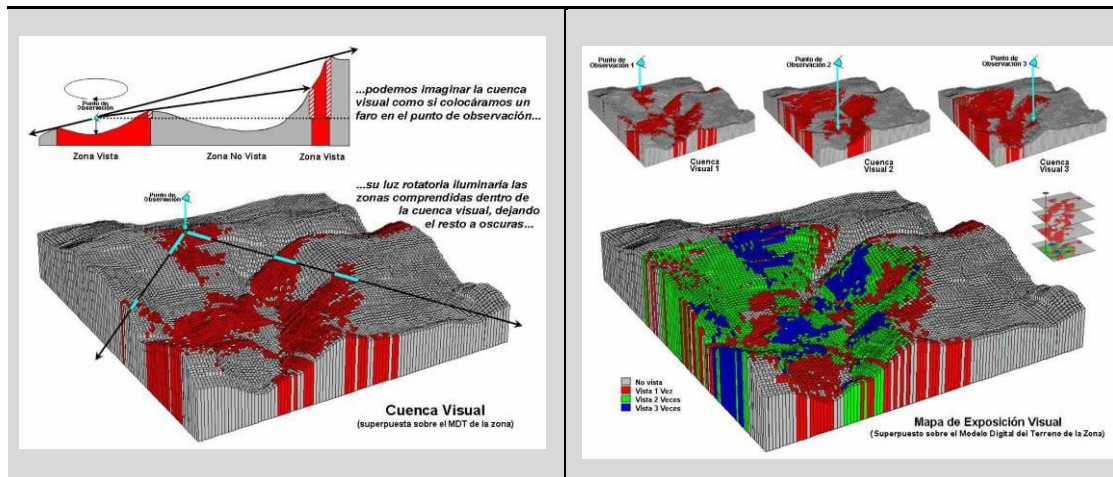 Punto de
Observación
...podemos imaginar la cuenca
visual como si colocáramos un
faro en el punto de observación...
Zona Vista
Zona No Vista
Zona Vista
Punto de
Observación
...su luz rotatoria iluminaría las
zonas comprendidas dentro de
la cuenca visual, dejando
el resto a oscuras...
Cuenca Visual
(superpuesta sobre el MDT de la zona)
Punto de
Observación 1
Punto de
Observación 2
Punto de
Observación 3
Cuenca
Visual 1
Cuenca
Visual 2
Cuenca
Visual 3
No vista
Vista 1 Vez
Vista 2 Veces
Vista 3 Veces
Mapa de Exposición Visual
(Superpuesto sobre el Modelo Digital del Terreno de la Zona)